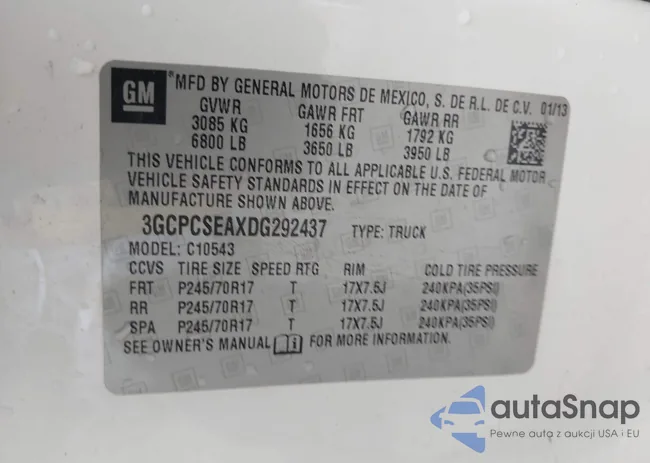 GM
®MFD BY GENERAL MOTORS DE MEXICO, S. DE R.L. DE C.V. 01/13
GVWR GAWR FRT GAWR RR
3085 KG 1656 KG 1792 KG
6800 LB 3650 LB 3950 LB
THIS VEHICLE CONFORMS TO ALL APPLICABLE U.S. FEDERAL MOTOR
VEHICLE SAFETY STANDARDS IN EFFECT ON THE DATE OF
MANUFACTURE SHOWN ABOVE.
3GCPCSEAXDG292437 TYPE: TRUCK
MODEL: C10543
CCVS TIRE SIZE SPEED RTG RIM COLD TIRE PRESSURE
FRT P245/70R17 T 17X7.5J 240KPA(35PSI)
RR P245/70R17 T 17X7.5J 240KPA(35PSI)
SPA P245/70R17 T 17X7.5J 240KPA(35PSI)
SEE OWNER'S MANUAL i FOR MORE INFORMATION.
autaSnap
Pewne auta z aukcji USA i EU